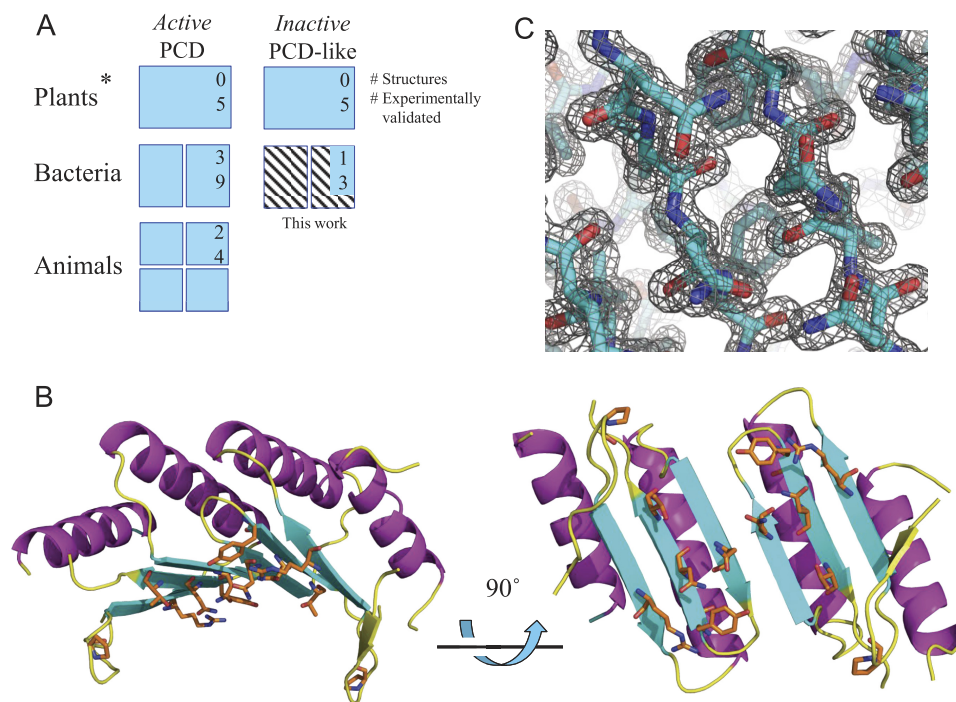 A
Active
PCD
Inactive
PCD-like
Plants*
0
5
0
5
# Structures
# Experimentally
validated
Bacteria
3
9
1
3
This work
Animals
2
4
C
B
90°